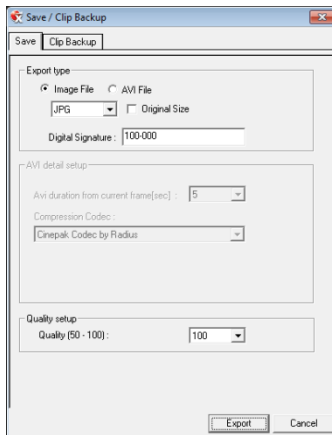 Save / Clip Backup
Save Clip Backup
Export type
Image File AVI File
JPG Original Size
Digital Signature : 100-000
AVI detail setup
Avi duration from current frame[sec] : 5
Compression Codec :
Cinepak Codec by Radius
Quality setup
Quality (50 - 100) : 100
Export Cancel